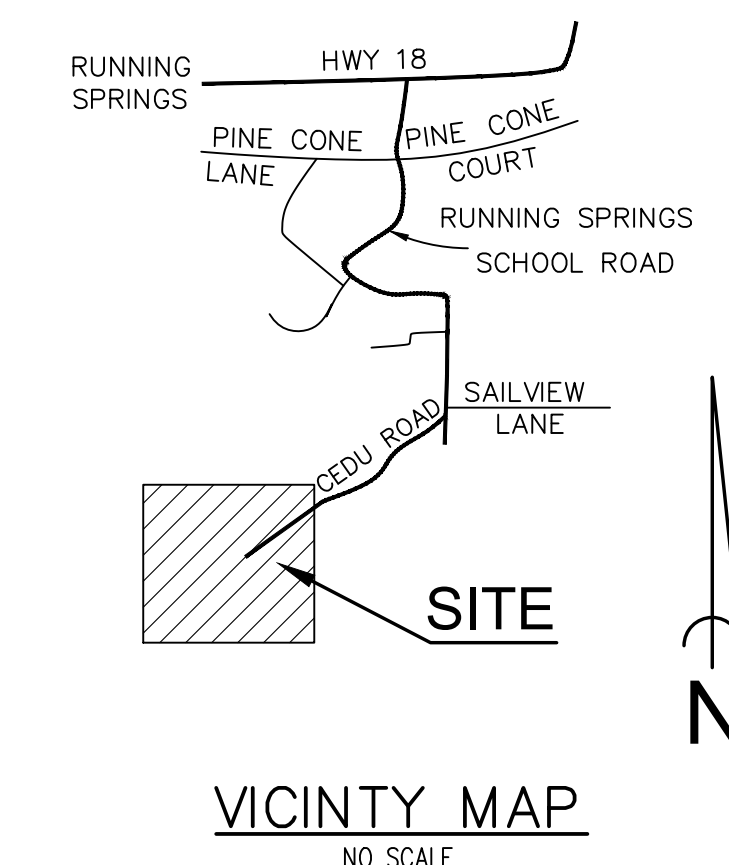 HWY 18
RUNNING
SPRINGS
PINE CONE
LANE
PINE CONE
COURT
RUNNING SPRINGS
SCHOOL ROAD
SAILVIEW
LANE
CEDU ROAD
SITE
N
VICINTY MAP
NO SCALE